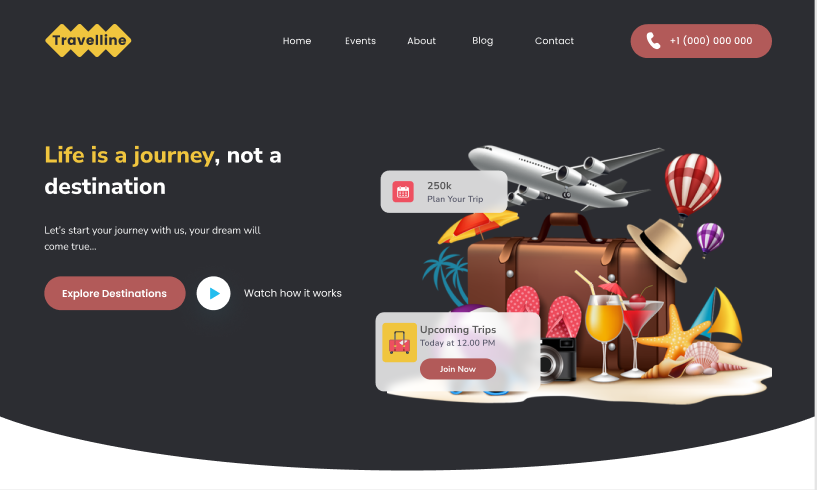 Travelline
Home
Events
About
Blog
Contact
+1 (000) 000 000
Life is a journey, not a
destination
Let's start your journey with us, your dream will
come true...
Explore Destinations
Watch how it works
250k
Plan Your Trip
Upcoming Trips
Today at 12.00 PM
Join Now